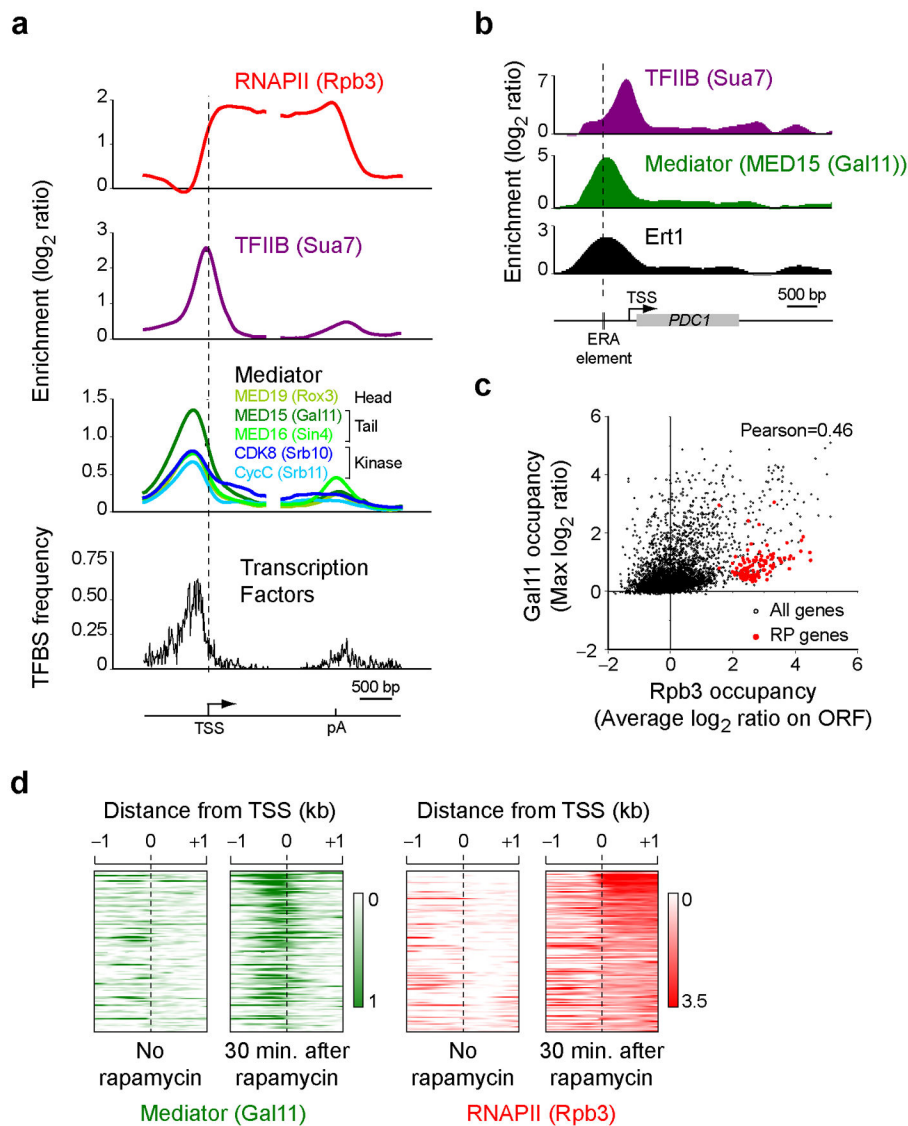 a
RNAPII (Rpb3)
2
1
0
TFIIB (Sua7)
3
2
1
0
Enrichment (log2 ratio)
Mediator
MED19 (Rox3)
Head
MED15 (Gal11)
Tail
MED16 (Sin4)
CDK8 (Srb10)
Kinase
CycC (Srb11)
1.5
1.0
0.5
0
Transcription
Factors
0.75
0.50
0.25
0
TFBS frequency
500 bp
TSS
pA
b
TFIIB (Sua7)
7
0
Mediator (MED15 (Gal11))
5
0
Ert1
3
0
Enrichment (log2 ratio)
TSS
500 bp
PDC1
ERA
element
c
Pearson=0.46
6
4
2
0
−2
Gal11 occupancy
(Max log2 ratio)
All genes
RP genes
−2 0 2 4 6
Rpb3 occupancy
(Average log2 ratio on ORF)
d
Distance from TSS (kb)
−1 0 +1
−1 0 +1
0
1
No
rapamycin
30 min. after
rapamycin
Mediator (Gal11)
Distance from TSS (kb)
−1 0 +1
−1 0 +1
0
3.5
No
rapamycin
30 min. after
rapamycin
RNAPII (Rpb3)